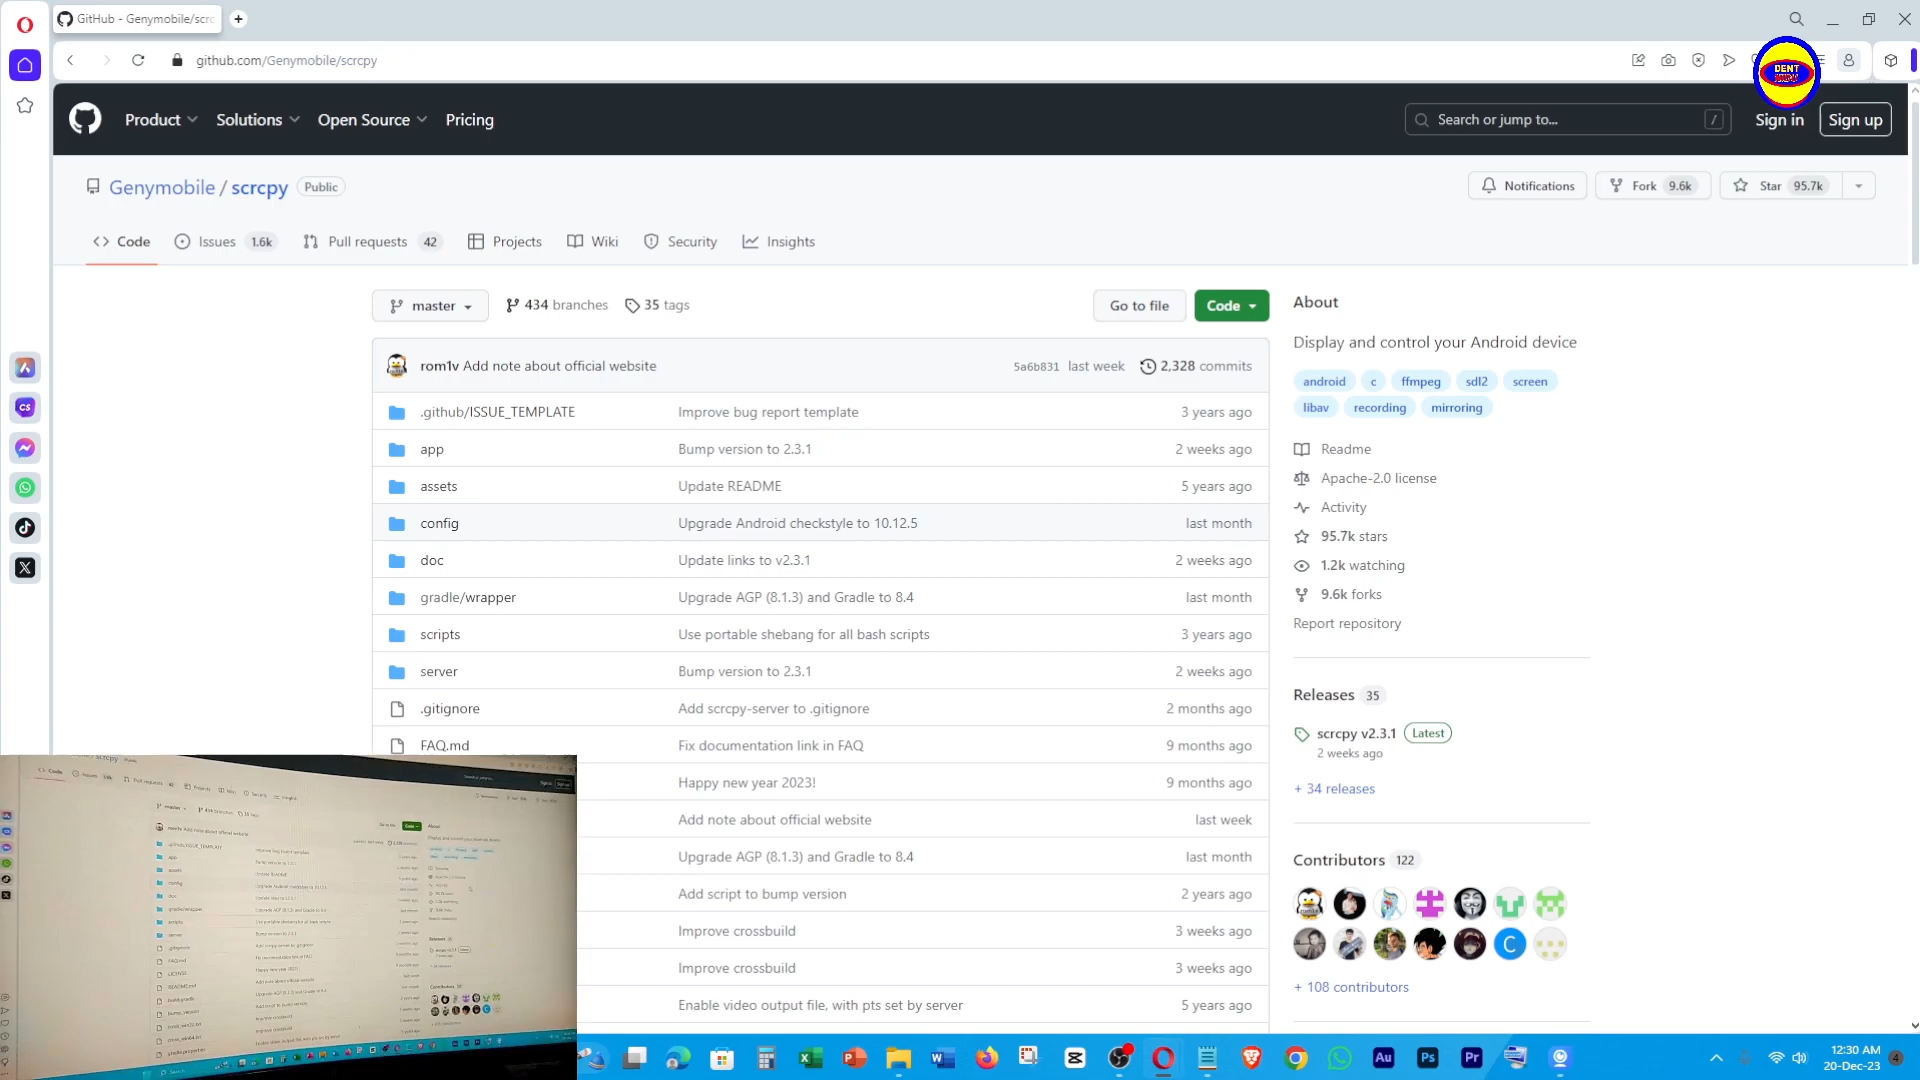 GitHub - Genymobile/scrc
github.com/Genymobile/scrcpy
DENT
Product
Solutions
Open Source
Pricing
Search or jump to...
/
Sign in
Sign up
Genymobile / scrcpy
Public
Notifications
Fork 9.6k
Star 95.7k
Code
Issues 1.6k
Pull requests 42
Projects
Wiki
Security
Insights
master
434 branches
35 tags
Go to file
Code
rom1v Add note about official website
5a6b831 last week
2,328 commits
.github/ISSUE_TEMPLATE Improve bug report template 3 years ago
app Bump version to 2.3.1 2 weeks ago
assets Update README 5 years ago
config Upgrade Android checkstyle to 10.12.5 last month
doc Update links to v2.3.1 2 weeks ago
gradle/wrapper Upgrade AGP (8.1.3) and Gradle to 8.4 last month
scripts Use portable shebang for all bash scripts 3 years ago
server Bump version to 2.3.1 2 weeks ago
.gitignore Add scrcpy-server to .gitignore 2 months ago
FAQ.md Fix documentation link in FAQ 9 months ago
Happy new year 2023! 9 months ago
Add note about official website last week
Upgrade AGP (8.1.3) and Gradle to 8.4 last month
Add script to bump version 2 years ago
Improve crossbuild 3 weeks ago
Improve crossbuild 3 weeks ago
Enable video output file, with pts set by server 5 years ago
About
Display and control your Android device
android c ffmpeg sdl2 screen
libav recording mirroring
Readme
Apache-2.0 license
Activity
95.7k stars
1.2k watching
9.6k forks
Report repository
Releases 35
scrcpy v2.3.1 Latest
2 weeks ago
+ 34 releases
Contributors 122
C
+ 108 contributors
12:30 AM
20-Dec-23
4